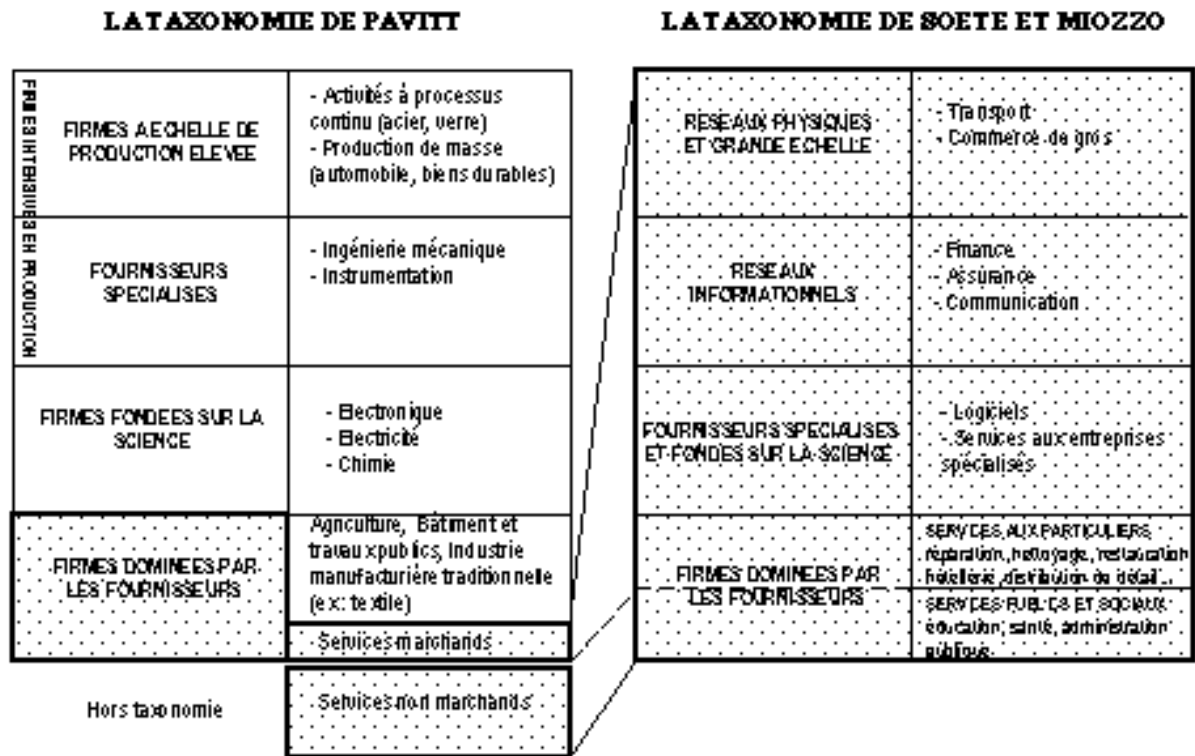 LA TAXONOMIE DE PAVITT
LA TAXONOMIE DE SOETE ET MIOZZO
FIRMES INTENSIVES EN PRODUCTION
FIRMES A ECHELLE DE
PRODUCTION ELEVEE
- Activités à processus
continu (acier, verre)
- Production de masse
(automobile, biens durables)
FOURNISSEURS
SPECIALISES
- Ingénierie mécanique
- Instrumentation
FIRMES FONDEES SUR LA
SCIENCE
- Electronique
- Electricité
- Chimie
FIRMES DOMINEES PAR
LES FOURNISSEURS
Agriculture, Bâtiment et
travaux publics, Industrie
manufacturière traditionnelle
(ex: textile)
Services marchands
Hors taxonomie
Services non marchands
RESEAUX PHYSIQUES
ET GRANDE ECHELLE
- Transport
- Commerce de gros
RESEAUX
INFORMATIONNELS
- Finance
- Assurance
- Communication
FOURNISSEURS SPECIALISES
ET FONDES SUR LA SCIENCE
- Logiciels
- Services aux entreprises
spécialisés
FIRMES DOMINEES PAR
LES FOURNISSEURS
SERVICES AUX PARTICULIERS
réparation, nettoyage, restauration
hôtellerie, distribution de détail...
SERVICES PUBLICS ET SOCIAUX
éducation, santé, administration
publique